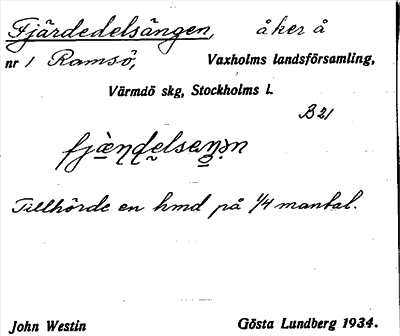 Fjärdedelsängen, åker å
nr 1 Ramsö, Vaxholms landsförsamling,
Värmdö skg, Stockholms l.
B21
Tillhörde en hmd på 1/4 mantal.
John Westin Gösta Lundberg 1934.